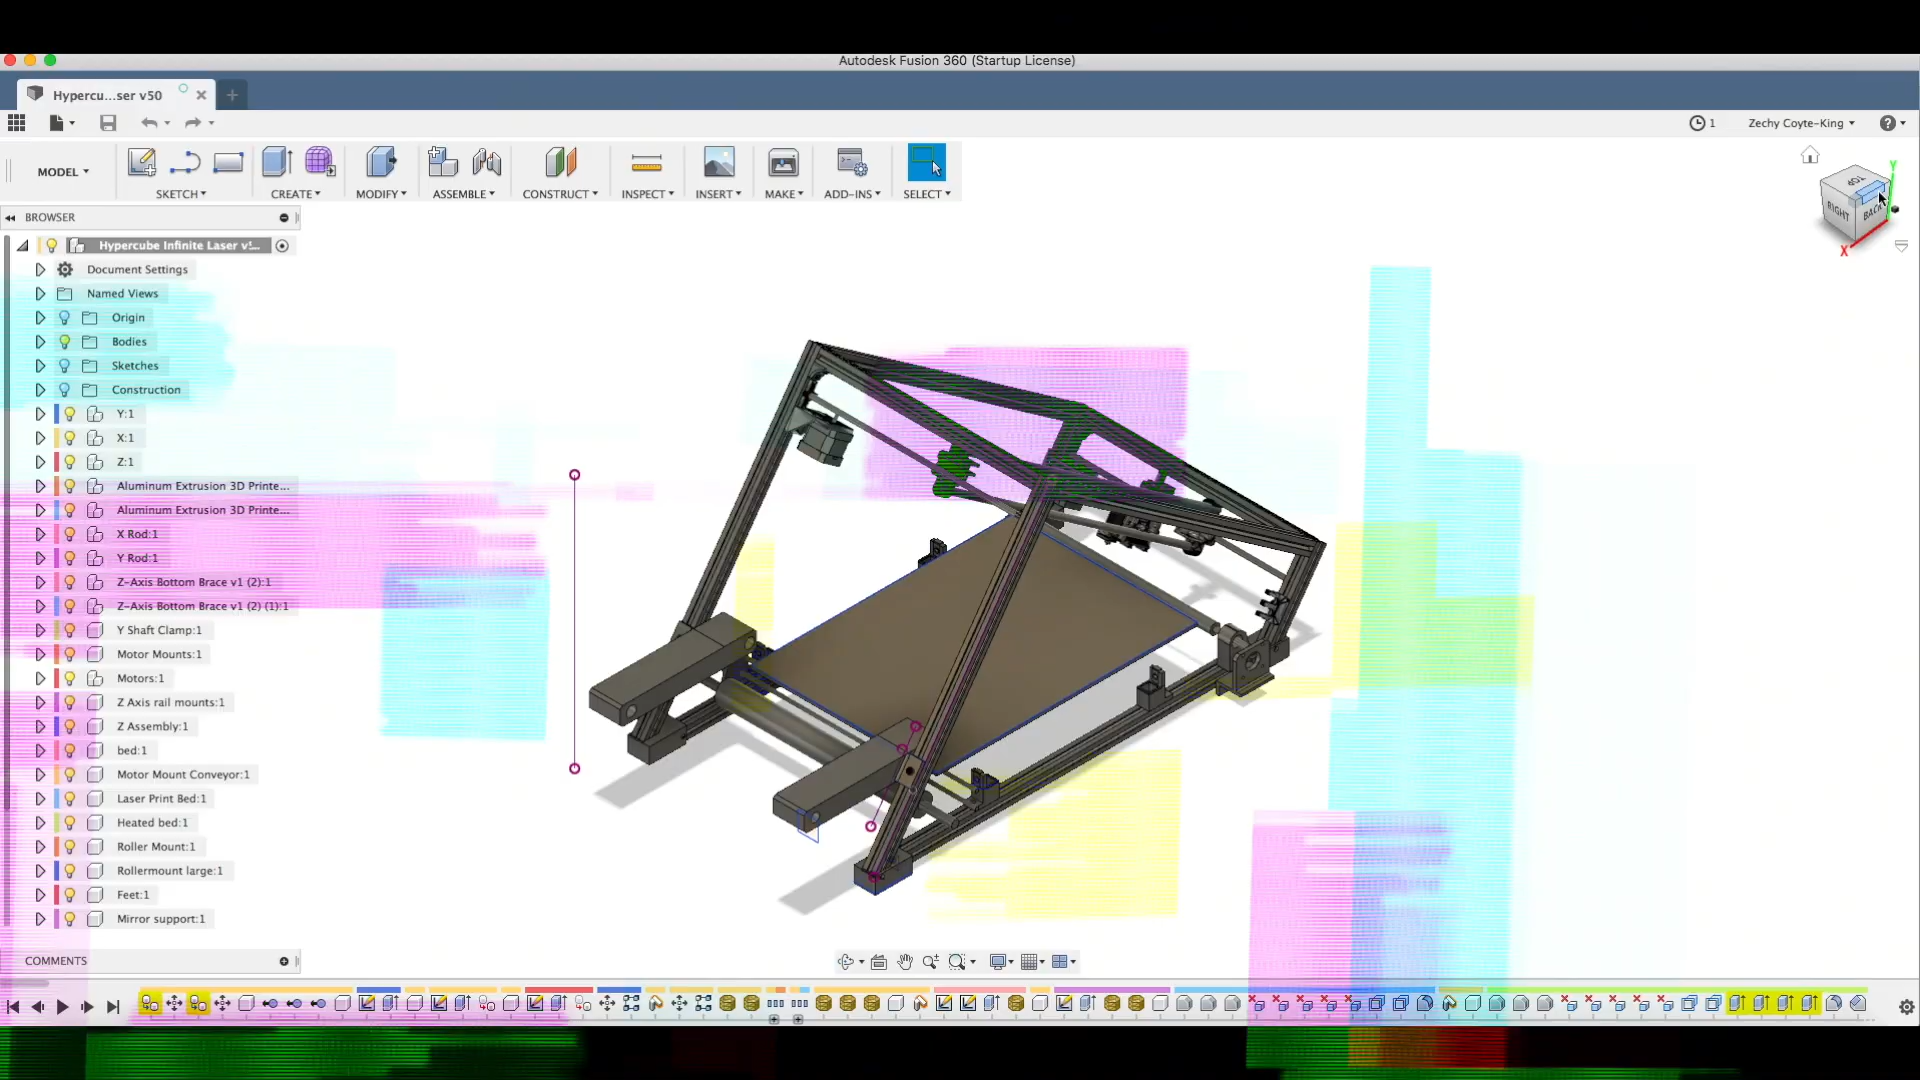 Autodesk Fusion 360 (Startup License)
Hypercu...ser v50
1
Zechy Coyte-King
MODEL
SKETCH
CREATE
MODIFY
ASSEMBLE
CONSTRUCT
INSPECT
INSERT
MAKE
ADD-INS
SELECT
TOP
RIGHT
BACK
Y
X
BROWSER
Hypercube Infinite Laser v!...
Document Settings
Named Views
Origin
Bodies
Sketches
Construction
Y:1
X:1
Z:1
Aluminum Extrusion 3D Printe...
Aluminum Extrusion 3D Printe...
X Rod:1
Y Rod:1
Z-Axis Bottom Brace v1 (2):1
Z-Axis Bottom Brace v1 (2) (1):1
Y Shaft Clamp:1
Motor Mounts:1
Motors:1
Z Axis rail mounts:1
Z Assembly:1
bed:1
Motor Mount Conveyor:1
Laser Print Bed:1
Heated bed:1
Roller Mount:1
Rollermount large:1
Feet:1
Mirror support:1
COMMENTS